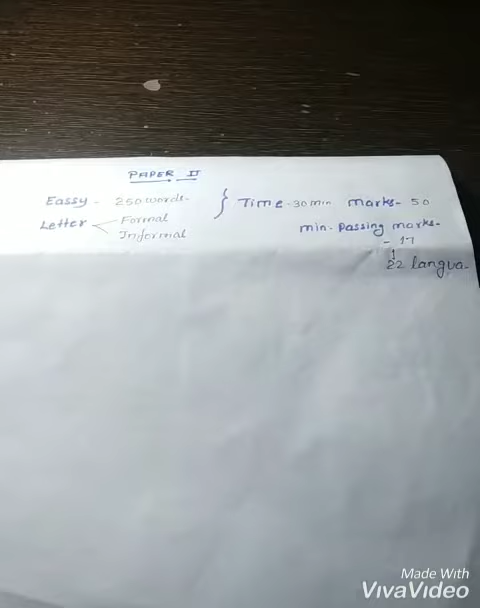 PAPER II
Eassy - 250 words-
Letter < Formal
Informal
} Time - 30 min marks - 50
min. Passing marks -
- 17
22 langua-
Made With
VivaVideo